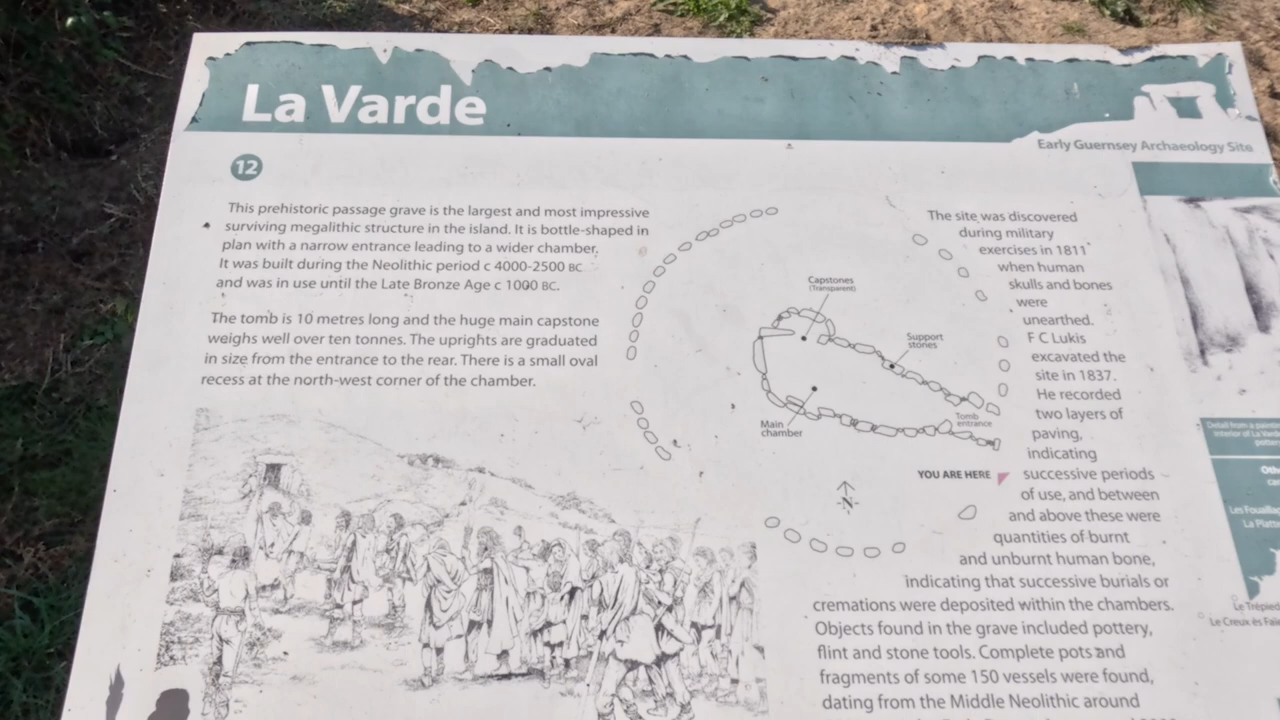 La Varde
Early Guernsey Archaeology Site
12
This prehistoric passage grave is the largest and most impressive
surviving megalithic structure in the island. It is bottle-shaped in
plan with a narrow entrance leading to a wider chamber.
It was built during the Neolithic period c 4000-2500 BC
and was in use until the Late Bronze Age c 1000 BC.
The tomb is 10 metres long and the huge main capstone
weighs well over ten tonnes. The uprights are graduated
in size from the entrance to the rear. There is a small oval
recess at the north-west corner of the chamber.
Capstones
(Transparent)
Support
stones
Main
chamber
Tomb
entrance
YOU ARE HERE
N
The site was discovered
during military
exercises in 1811
when human
skulls and bones
were
unearthed.
F C Lukis
excavated the
site in 1837.
He recorded
two layers of
paving,
indicating
successive periods
of use, and between
and above these were
quantities of burnt
and unburnt human bone,
indicating that successive burials or
cremations were deposited within the chambers.
Objects found in the grave included pottery,
flint and stone tools. Complete pots and
fragments of some 150 vessels were found,
dating from the Middle Neolithic around
Detail from a
interior of La
Les
La
Le
Le Creux ès